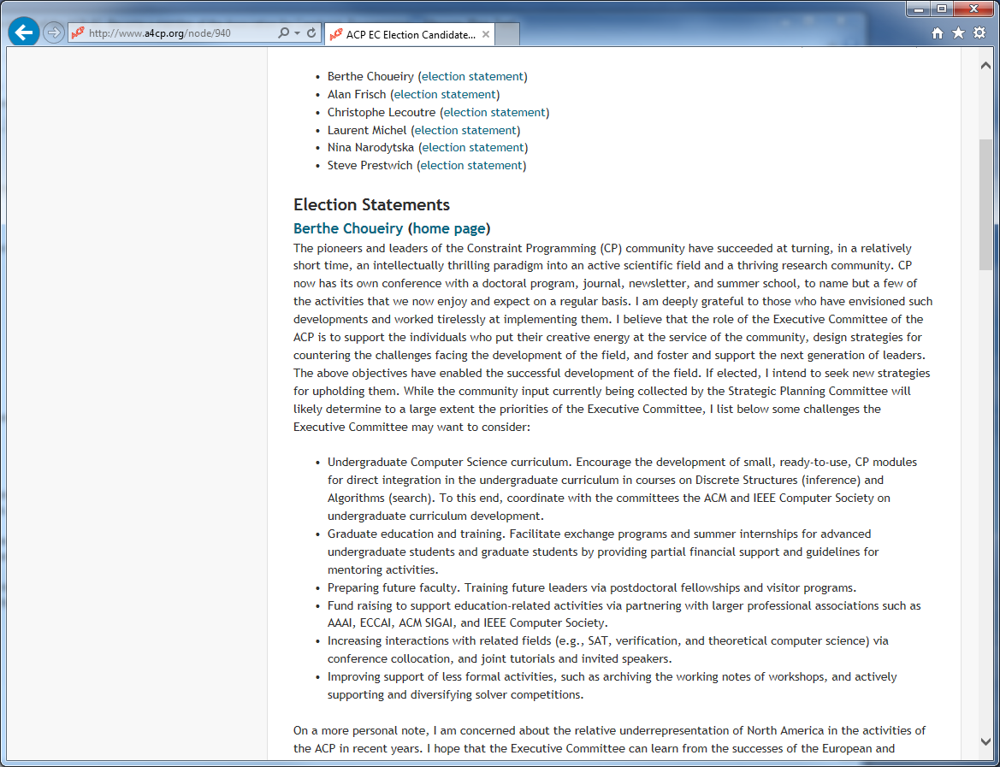 http://www.a4cp.org/node/940
ACP EC Election Candidate...
Berthe Choueiry (election statement)
Alan Frisch (election statement)
Christophe Lecoutre (election statement)
Laurent Michel (election statement)
Nina Narodytska (election statement)
Steve Prestwich (election statement)
Election Statements
Berthe Choueiry (home page)
The pioneers and leaders of the Constraint Programming (CP) community have succeeded at turning, in a relatively
short time, an intellectually thrilling paradigm into an active scientific field and a thriving research community. CP
now has its own conference with a doctoral program, journal, newsletter, and summer school, to name but a few of
the activities that we now enjoy and expect on a regular basis. I am deeply grateful to those who have envisioned such
developments and worked tirelessly at implementing them. I believe that the role of the Executive Committee of the
ACP is to support the individuals who put their creative energy at the service of the community, design strategies for
countering the challenges facing the development of the field, and foster and support the next generation of leaders.
The above objectives have enabled the successful development of the field. If elected, I intend to seek new strategies
for upholding them. While the community input currently being collected by the Strategic Planning Committee will
likely determine to a large extent the priorities of the Executive Committee, I list below some challenges the
Executive Committee may want to consider:
Undergraduate Computer Science curriculum. Encourage the development of small, ready-to-use, CP modules
for direct integration in the undergraduate curriculum in courses on Discrete Structures (inference) and
Algorithms (search). To this end, coordinate with the committees the ACM and IEEE Computer Society on
undergraduate curriculum development.
Graduate education and training. Facilitate exchange programs and summer internships for advanced
undergraduate students and graduate students by providing partial financial support and guidelines for
mentoring activities.
Preparing future faculty. Training future leaders via postdoctoral fellowships and visitor programs.
Fund raising to support education-related activities via partnering with larger professional associations such as
AAAI, ECCAI, ACM SIGAI, and IEEE Computer Society.
Increasing interactions with related fields (e.g., SAT, verification, and theoretical computer science) via
conference collocation, and joint tutorials and invited speakers.
Improving support of less formal activities, such as archiving the working notes of workshops, and actively
supporting and diversifying solver competitions.
On a more personal note, I am concerned about the relative underrepresentation of North America in the activities of
the ACP in recent years. I hope that the Executive Committee can learn from the successes of the European and